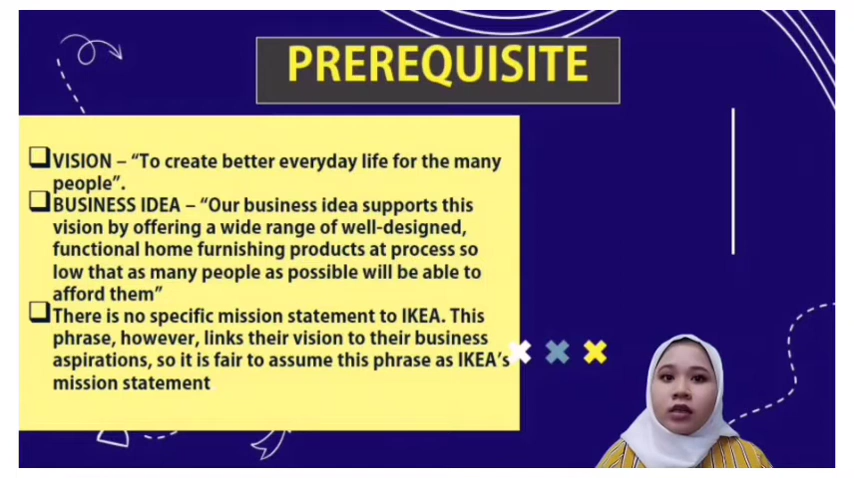 PREREQUISITE
❑VISION – “To create better everyday life for the many
people”.
❑BUSINESS IDEA – “Our business idea supports this
vision by offering a wide range of well-designed,
functional home furnishing products at process so
low that as many people as possible will be able to
afford them”
❑There is no specific mission statement to IKEA. This
phrase, however, links their vision to their business
aspirations, so it is fair to assume this phrase as IKEA’s
mission statement